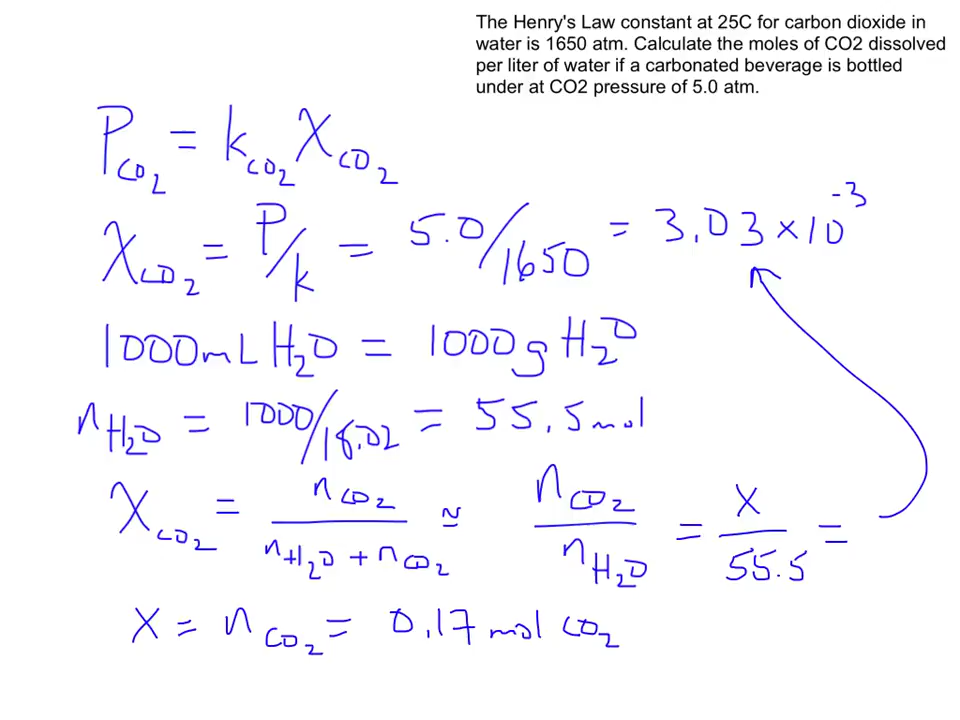 The Henry's Law constant at 25C for carbon dioxide in
water is 1650 atm. Calculate the moles of CO2 dissolved
per liter of water if a carbonated beverage is bottled
under at CO2 pressure of 5.0 atm.
P_CO₂ = k_CO₂ X_CO₂
X_CO₂ = P/k = 5.0/1650 = 3.03 × 10⁻³
1000 mL H₂O = 1000 g H₂O
n_H₂O = 1000/18.02 = 55.5 mol
X_CO₂ = n_CO₂ / (n_H₂O + n_CO₂) ≅ n_CO₂ / n_H₂O = X / 55.5 =
X = n_CO₂ = 0.17 mol CO₂